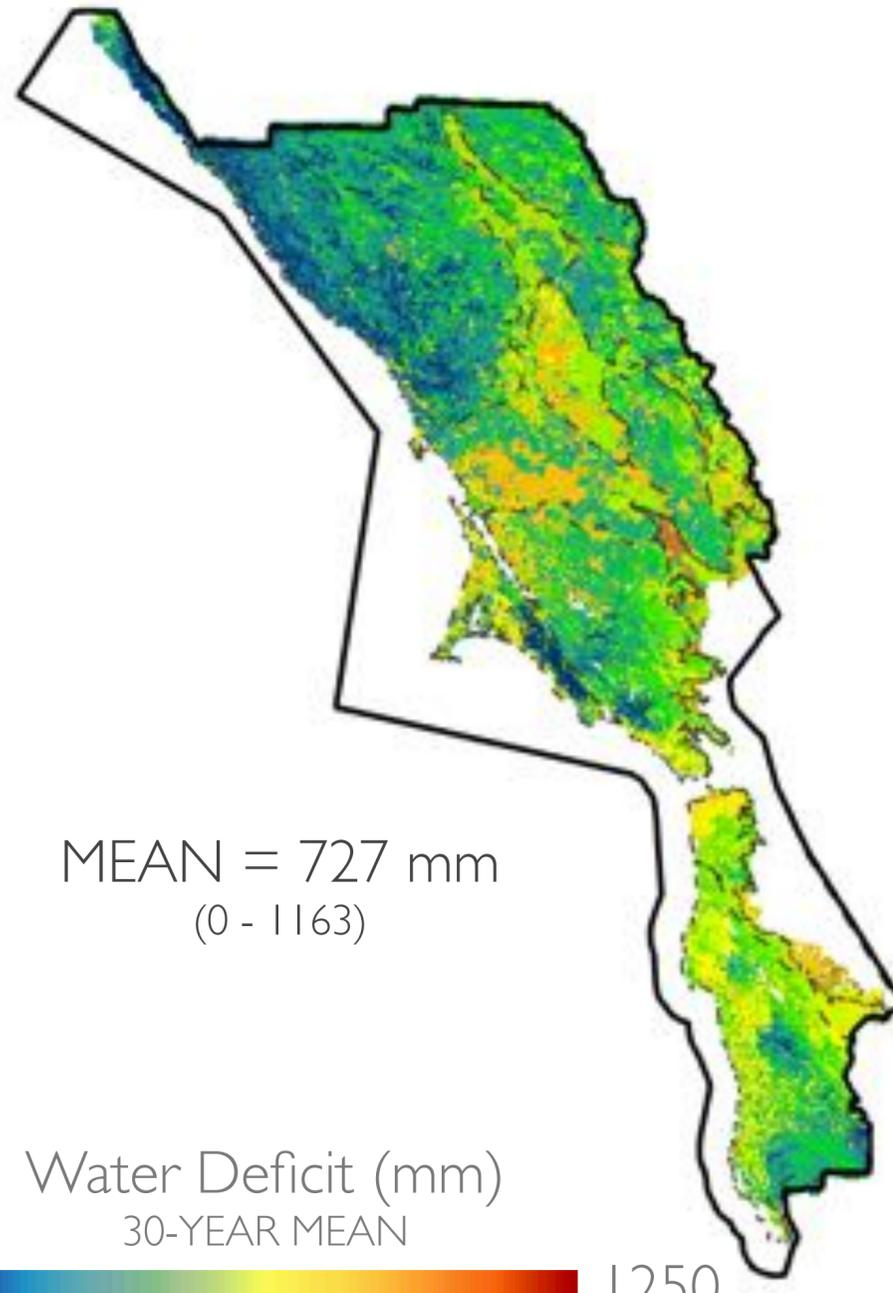 MEAN = 727 mm
(0 - 1163)
Water Deficit (mm)
30-YEAR MEAN
1250